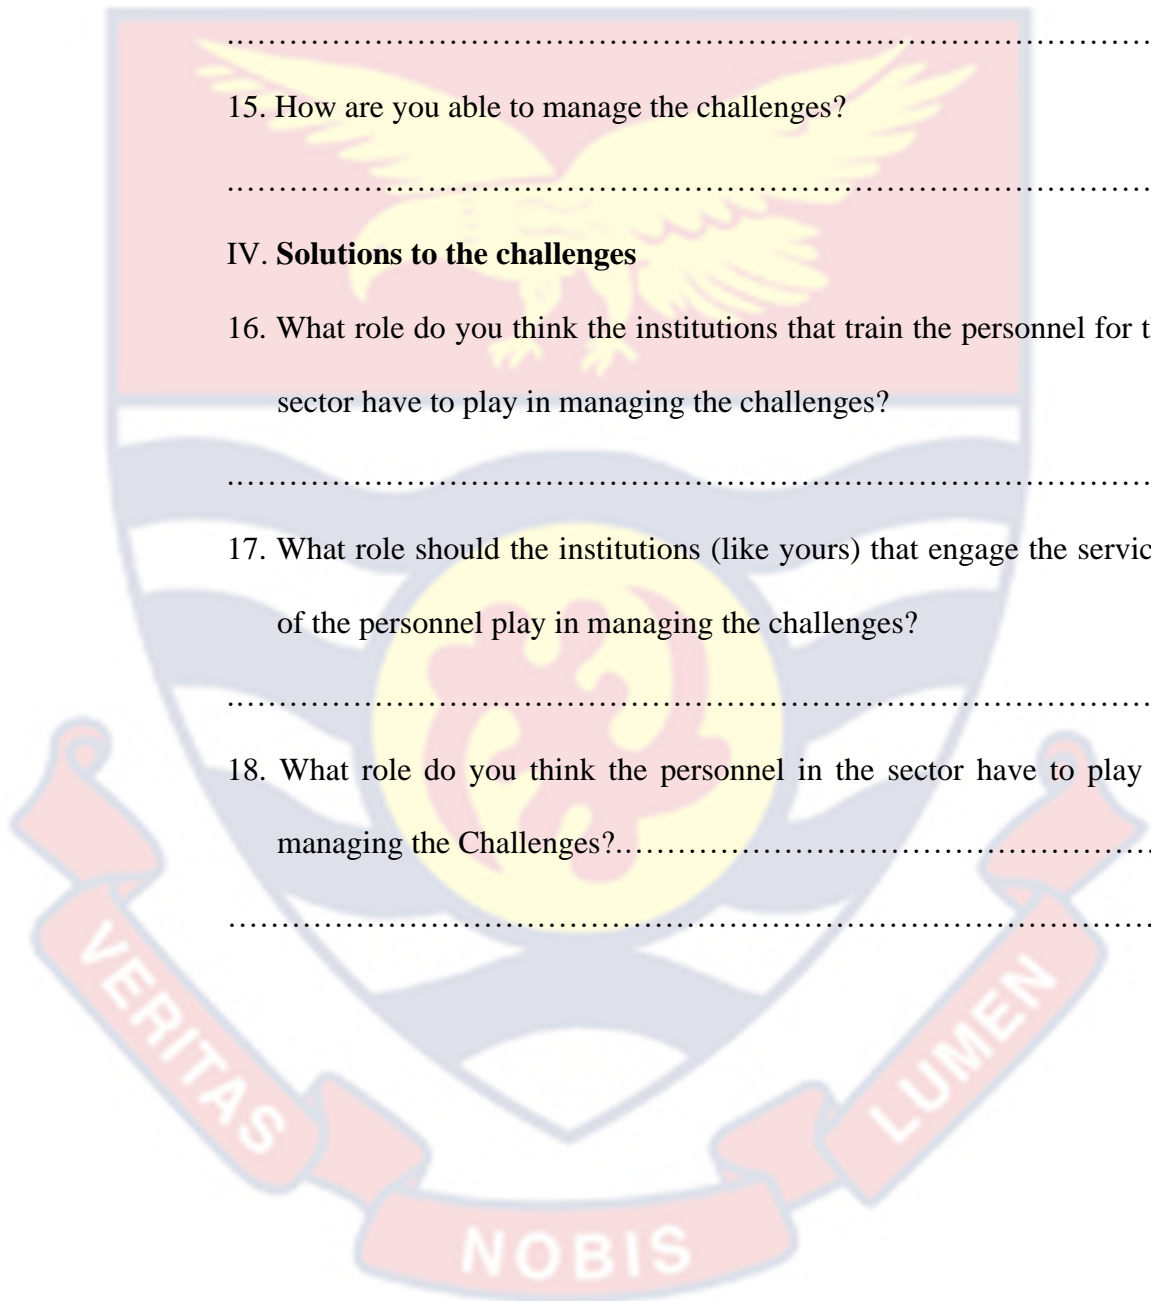 ……………………………………………………………………………
15. How are you able to manage the challenges?
……………………………………………………………………………
IV. Solutions to the challenges
16. What role do you think the institutions that train the personnel for
sector have to play in managing the challenges?
……………………………………………………………………………
17. What role should the institutions (like yours) that engage the
of the personnel play in managing the challenges?
……………………………………………………………………………
18. What role do you think the personnel in the sector have to play
managing the Challenges?……………………………………………
……………………………………………………………………………
VERITAS
NOBIS
LUMEN